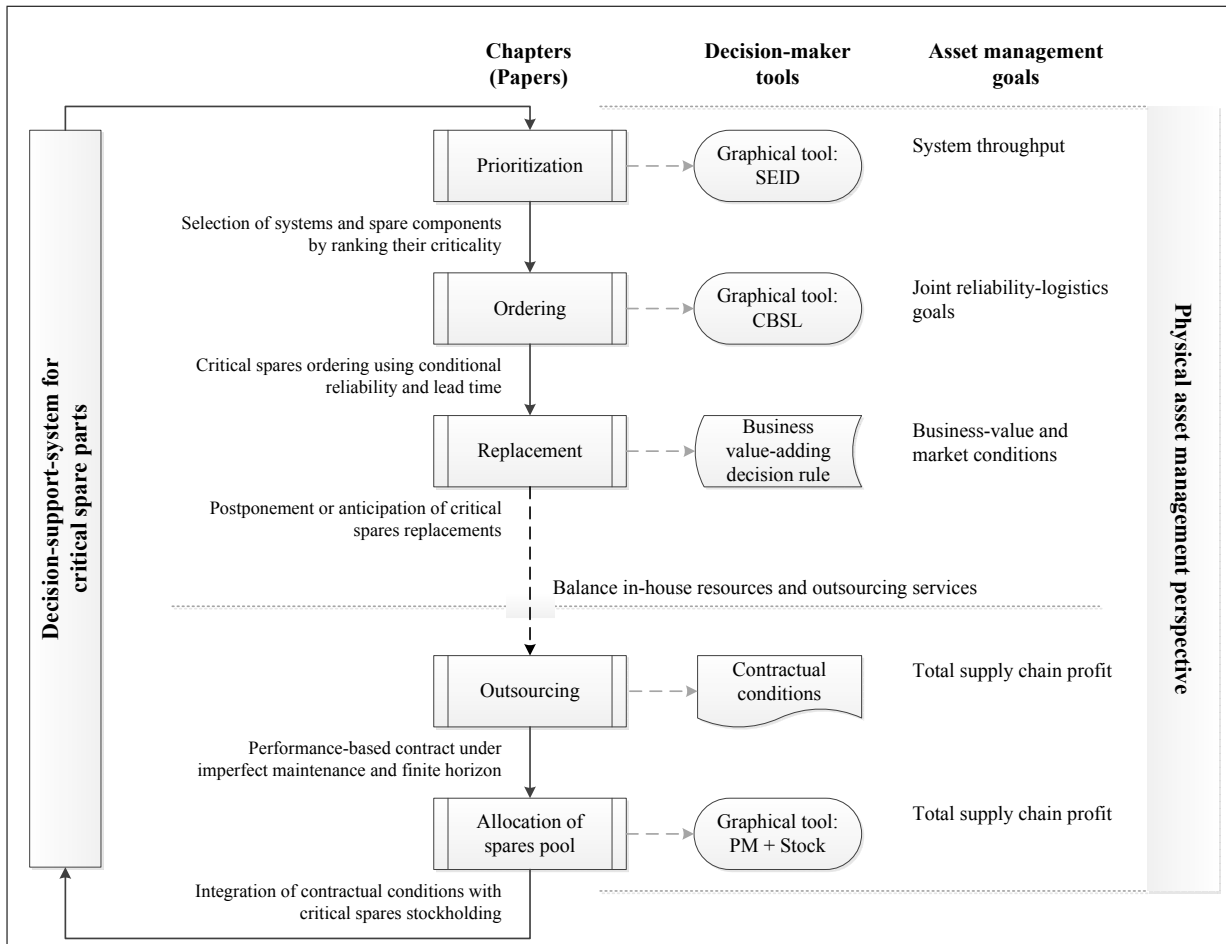 Chapters
(Papers)
Decision-maker
tools
Asset management
goals
Decision-support-system for
critical spare parts
Prioritization
Graphical tool:
SEID
System throughput
Selection of systems and spare components
by ranking their criticality
Ordering
Graphical tool:
CBSL
Joint reliability-logistics
goals
Critical spares ordering using conditional
reliability and lead time
Replacement
Business
value-adding
decision rule
Business-value and
market conditions
Postponement or anticipation of critical
spares replacements
Balance in-house resources and outsourcing services
Outsourcing
Contractual
conditions
Total supply chain profit
Performance-based contract under
imperfect maintenance and finite horizon
Allocation of
spares pool
Graphical tool:
PM + Stock
Total supply chain profit
Integration of contractual conditions with
critical spares stockholding
Physical asset management perspective